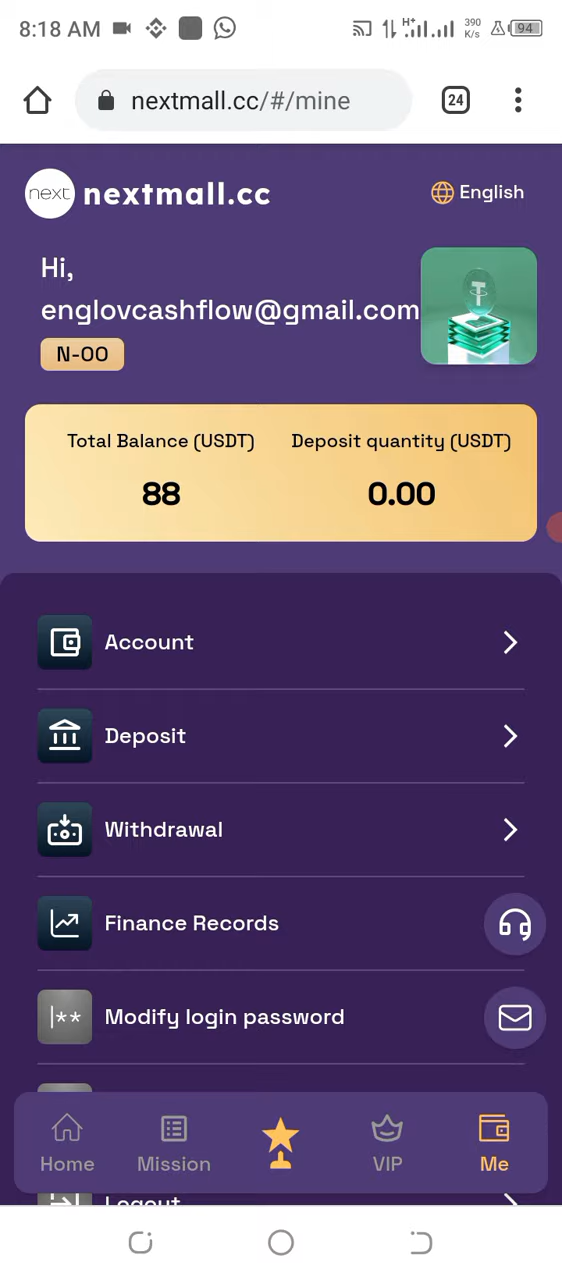 8:18 AM
H+
390
K/s
94
nextmall.cc/#/mine
24
next nextmall.cc
English
Hi,
englovcashflow@gmail.com
N-00
Total Balance (USDT) Deposit quantity (USDT)
88 0.00
Account
Deposit
Withdrawal
Finance Records
|** Modify login password
Home Mission VIP Me
Logout